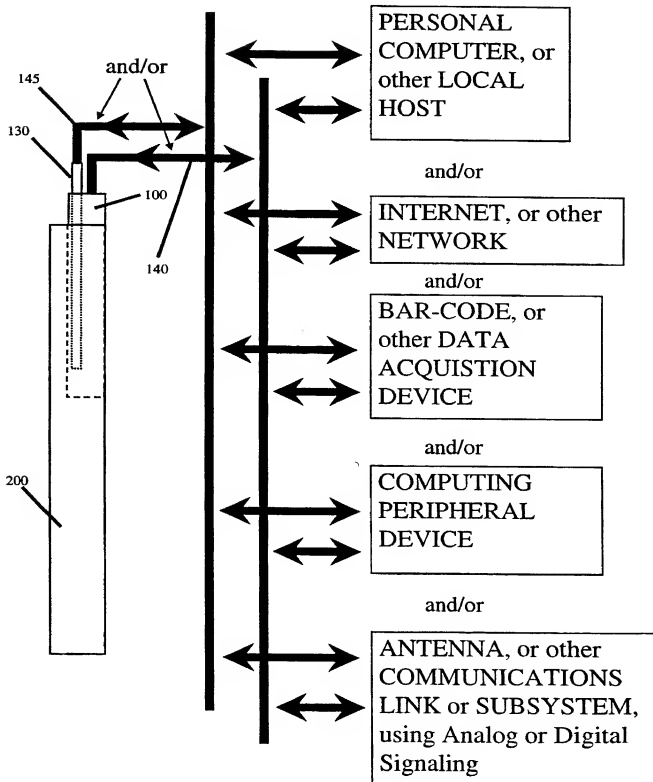 PERSONAL
COMPUTER, or
other LOCAL
HOST
and/or
145
130
100
140
and/or
INTERNET, or other
NETWORK
and/or
BAR-CODE, or
other DATA
ACQUISTION
DEVICE
and/or
200
COMPUTING
PERIPHERAL
DEVICE
and/or
ANTENNA, or other
COMMUNICATIONS
LINK or SUBSYSTEM,
using Analog or Digital
Signaling